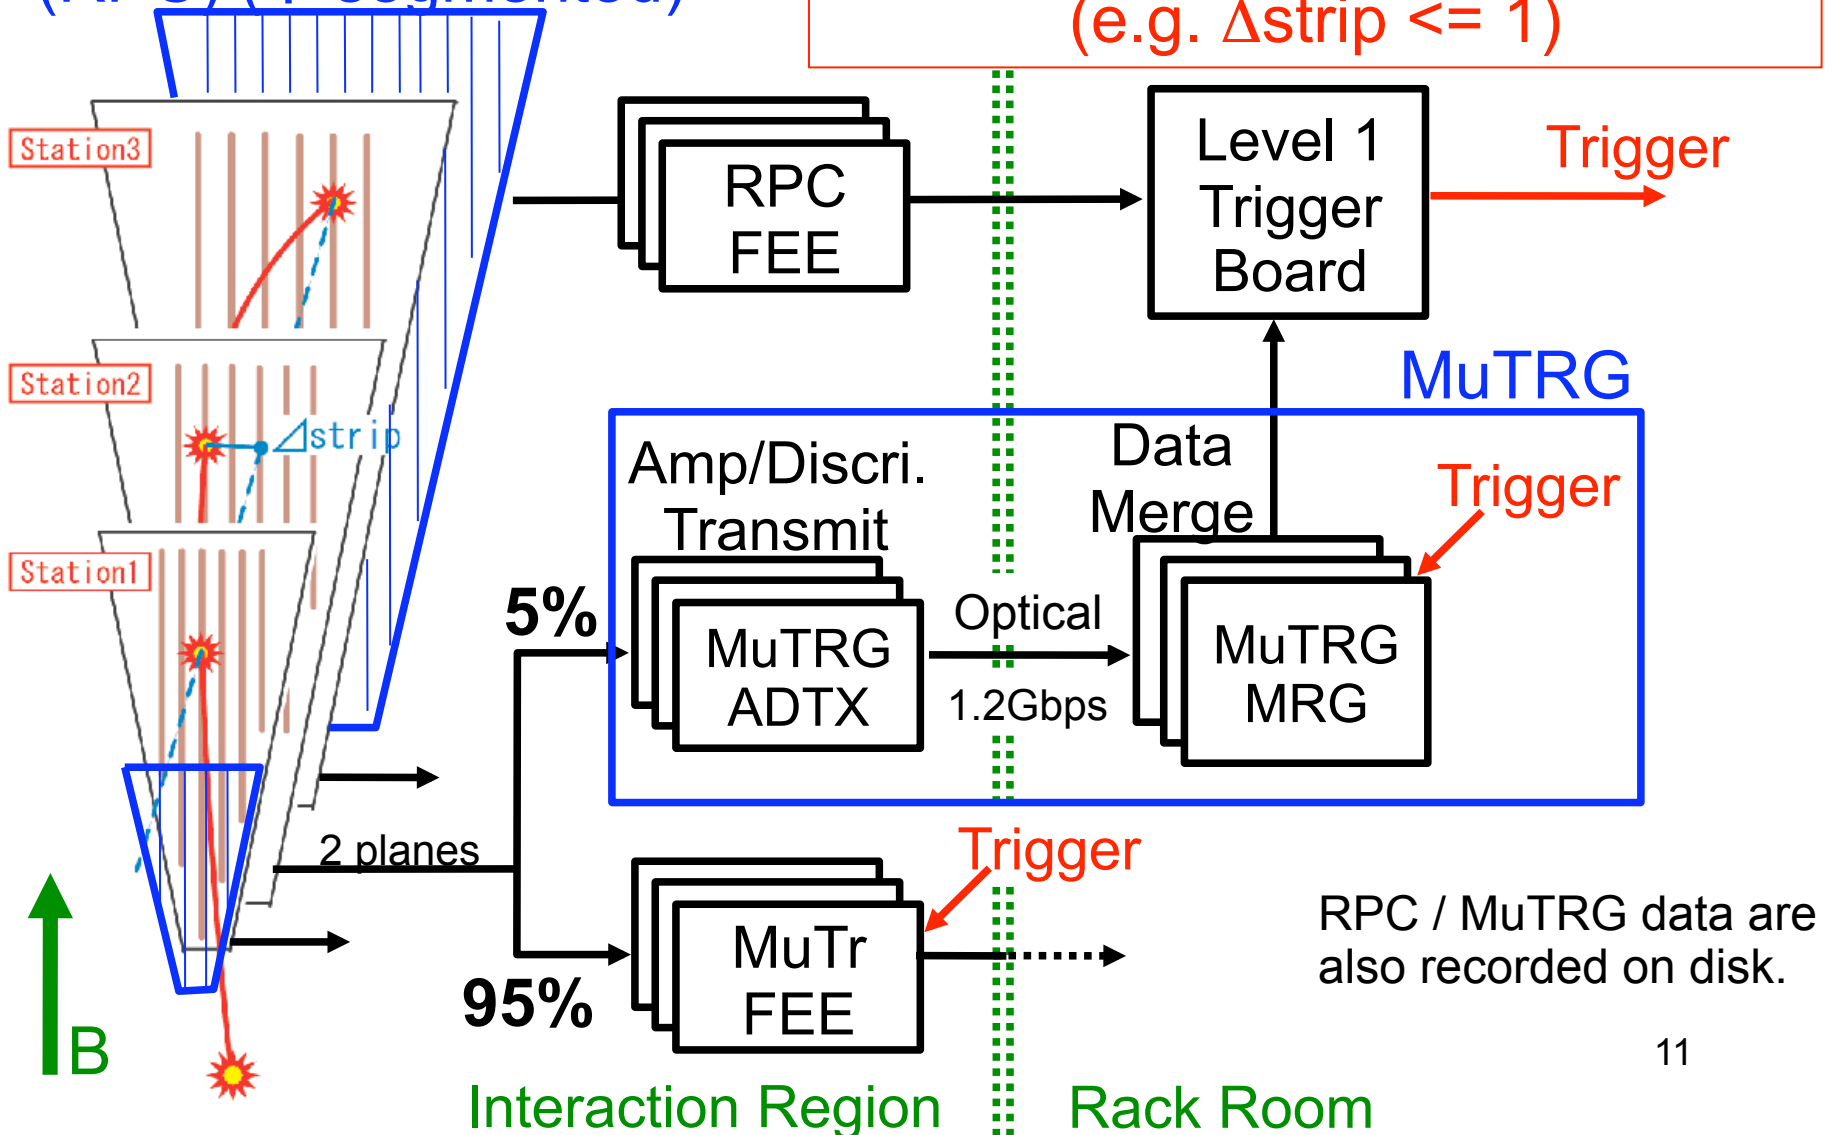 (e.g. Δstrip <= 1)
Station3
RPC
FEE
Level 1
Trigger
Board
Trigger
Station2
Δstrip
MuTRG
Amp/Discri.
Transmit
Data
Merge
Trigger
Station1
5%
MuTRG
ADTX
Optical
1.2Gbps
MuTRG
MRG
2 planes
Trigger
95%
MuTr
FEE
RPC / MuTRG data are
also recorded on disk.
B
11
Interaction Region
Rack Room